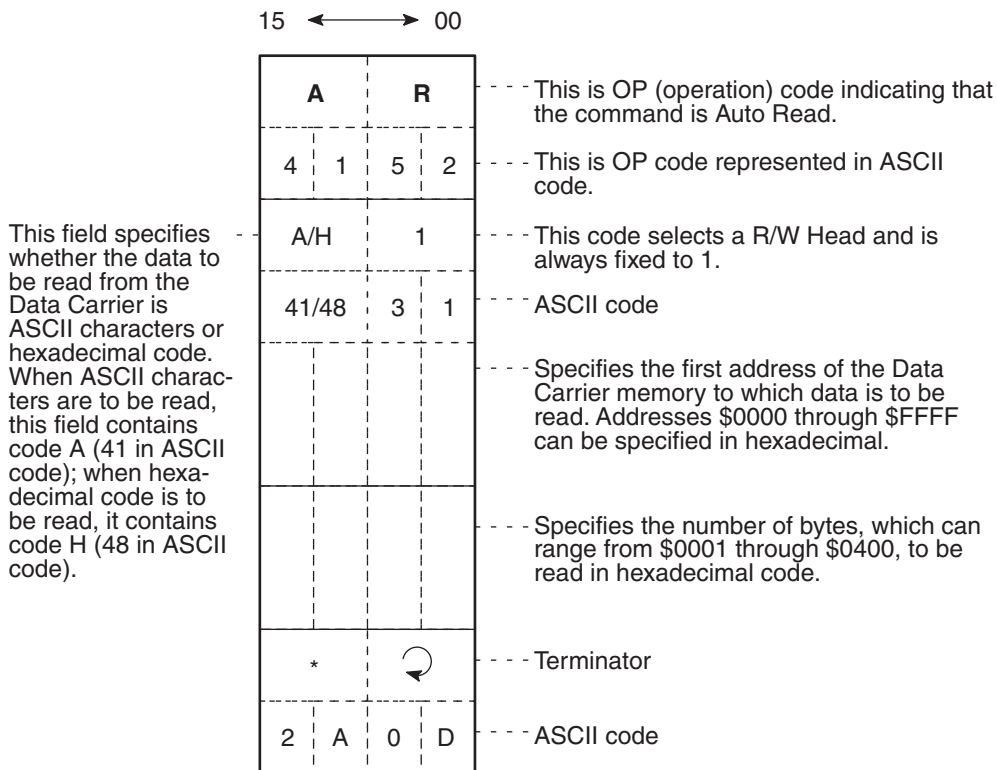 15 ⟷ 00
A R
This is OP (operation) code indicating that
the command is Auto Read.
4 1 5 2
This is OP code represented in ASCII
code.
This field specifies
whether the data to
be read from the
Data Carrier is
ASCII characters or
hexadecimal code.
When ASCII charac-
ters are to be read,
this field contains
code A (41 in ASCII
code); when hexa-
decimal code is to
be read, it contains
code H (48 in ASCII
code).
A/H 1
This code selects a R/W Head and is
always fixed to 1.
41/48 3 1
ASCII code
Specifies the first address of the Data
Carrier memory to which data is to be
read. Addresses $0000 through $FFFF
can be specified in hexadecimal.
Specifies the number of bytes, which can
range from $0001 through $0400, to be
read in hexadecimal code.
*
Terminator
2 A 0 D
ASCII code